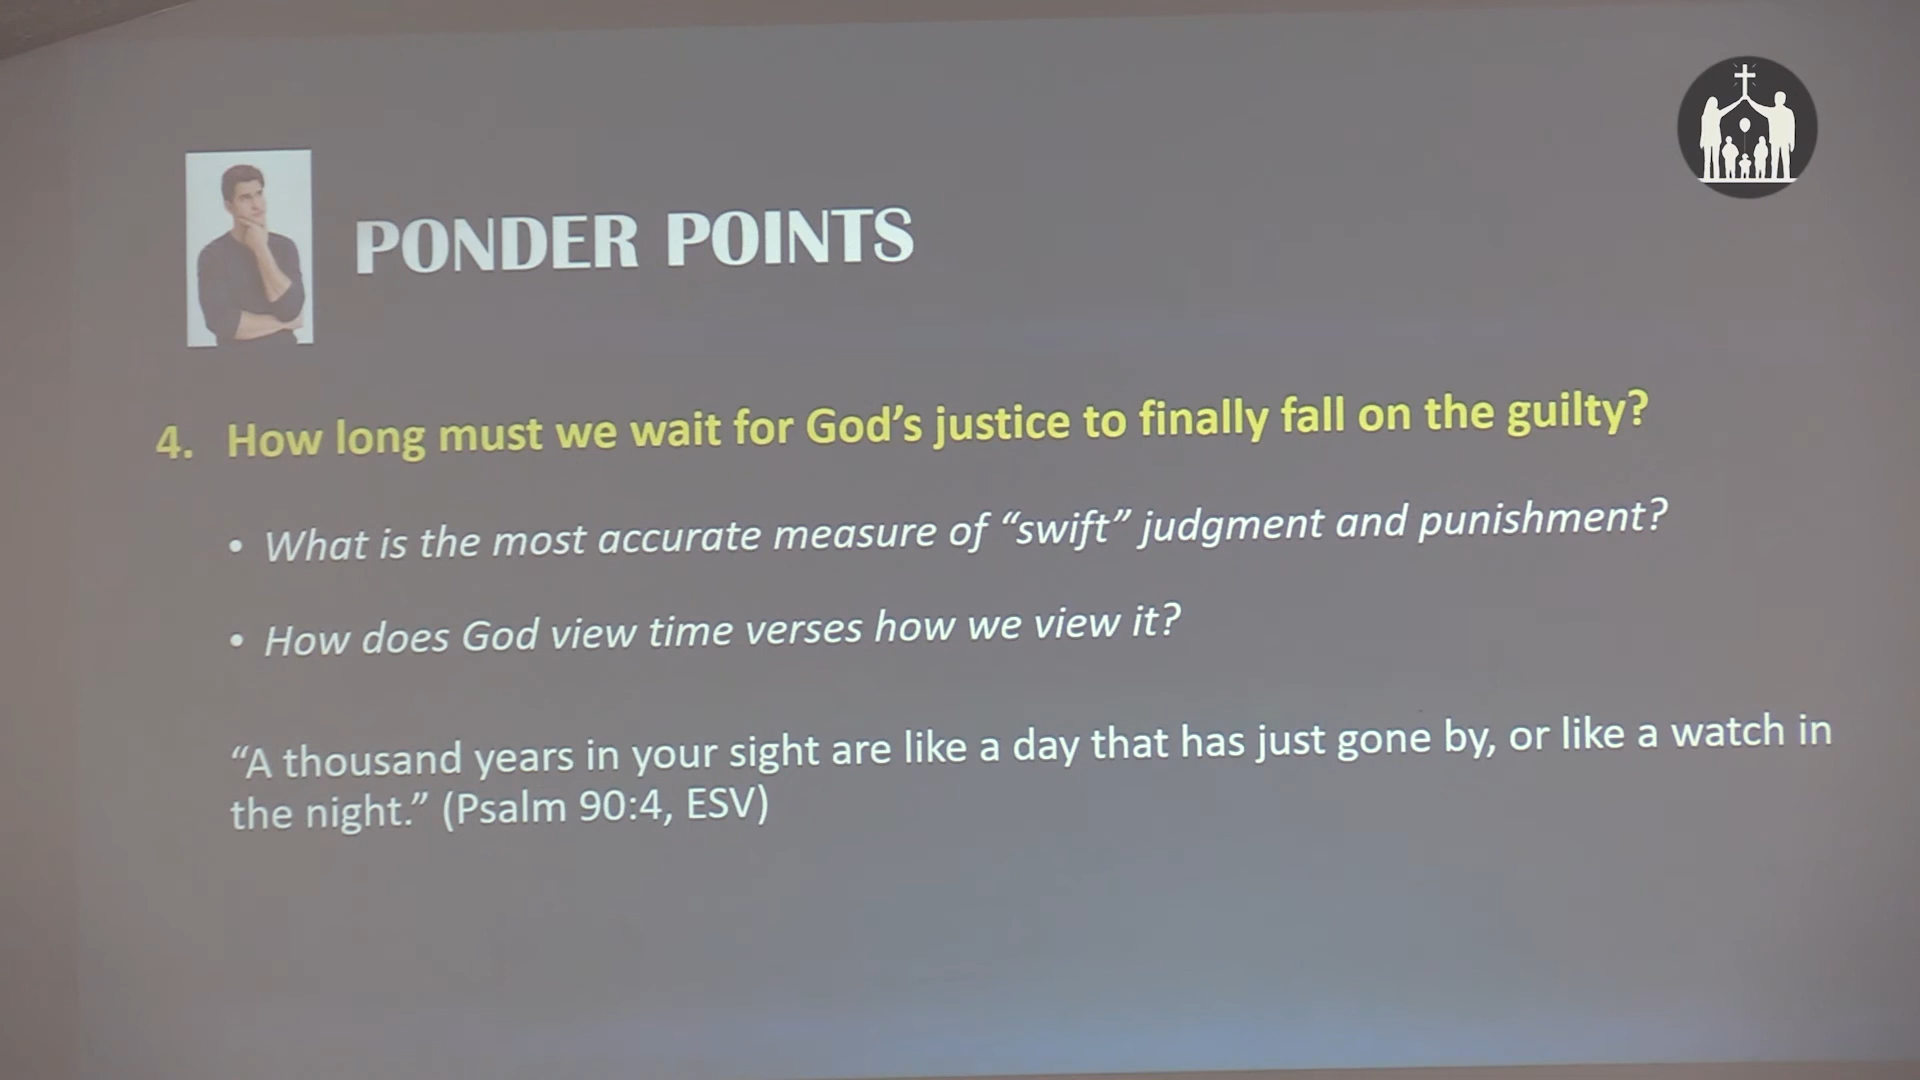 PONDER POINTS
4. How long must we wait for God's justice to finally fall on the guilty?
• What is the most accurate measure of “swift” judgment and punishment?
• How does God view time verses how we view it?
“A thousand years in your sight are like a day that has just gone by, or like a watch in
the night.” (Psalm 90:4, ESV)